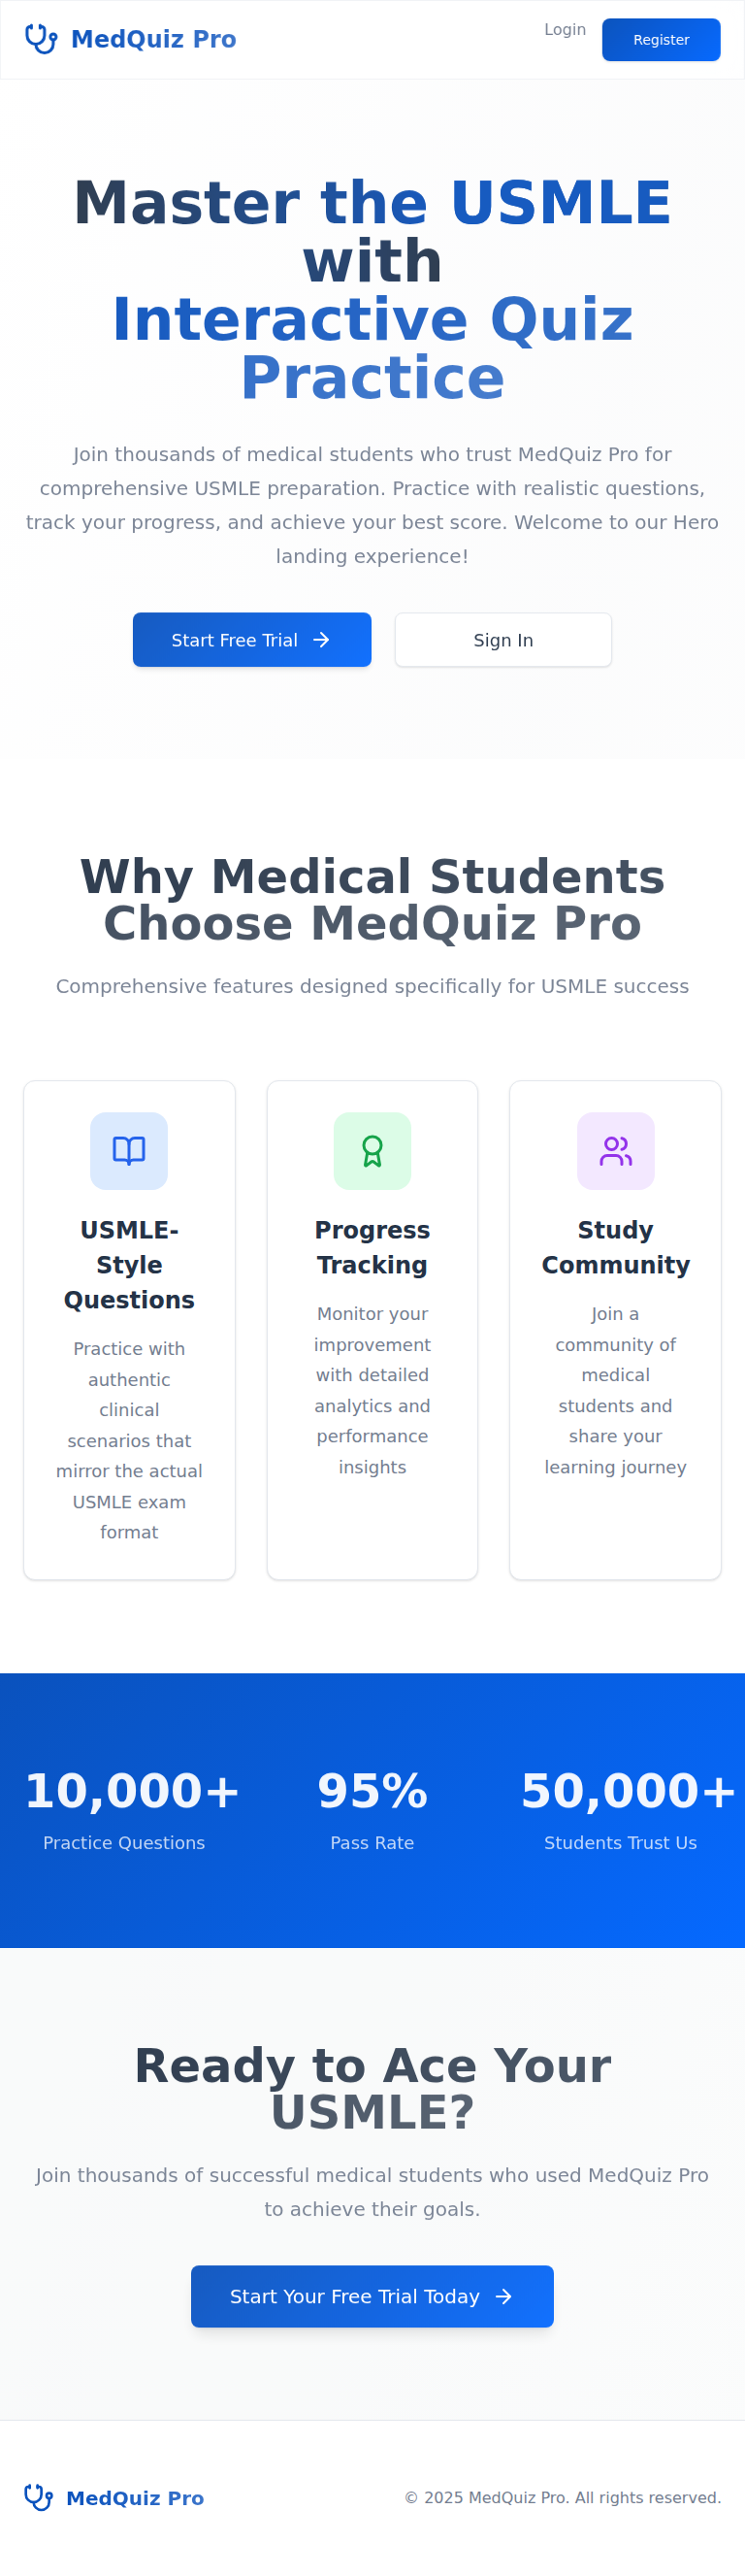 MedQuiz Pro
Login
Register
Master the USMLE
with
Interactive Quiz
Practice
Join thousands of medical students who trust MedQuiz Pro for
comprehensive USMLE preparation. Practice with realistic questions,
track your progress, and achieve your best score. Welcome to our Hero
landing experience!
Start Free Trial
Sign In
Why Medical Students
Choose MedQuiz Pro
Comprehensive features designed specifically for USMLE success
USMLE-
Style
Questions
Practice with
authentic
clinical
scenarios that
mirror the actual
USMLE exam
format
Progress
Tracking
Monitor your
improvement
with detailed
analytics and
performance
insights
Study
Community
Join a
community of
medical
students and
share your
learning journey
10,000+
Practice Questions
95%
Pass Rate
50,000+
Students Trust Us
Ready to Ace Your
USMLE?
Join thousands of successful medical students who used MedQuiz Pro
to achieve their goals.
Start Your Free Trial Today
MedQuiz Pro
© 2025 MedQuiz Pro. All rights reserved.